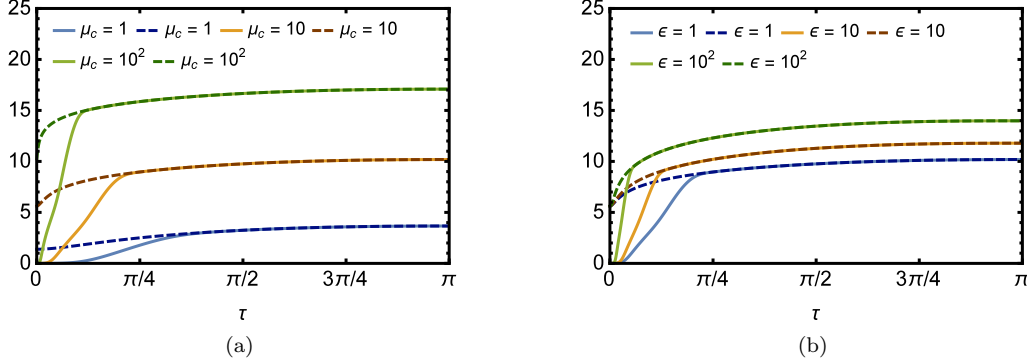 25
20
15
10
5
0
μc = 1 μc = 1 μc = 10 μc = 10
μc = 10² μc = 10²
0 π/4 π/2 3π/4 π
τ
(a)
25
20
15
10
5
0
ϵ = 1 ϵ = 1 ϵ = 10 ϵ = 10
ϵ = 10² ϵ = 10²
0 π/4 π/2 3π/4 π
τ
(b)